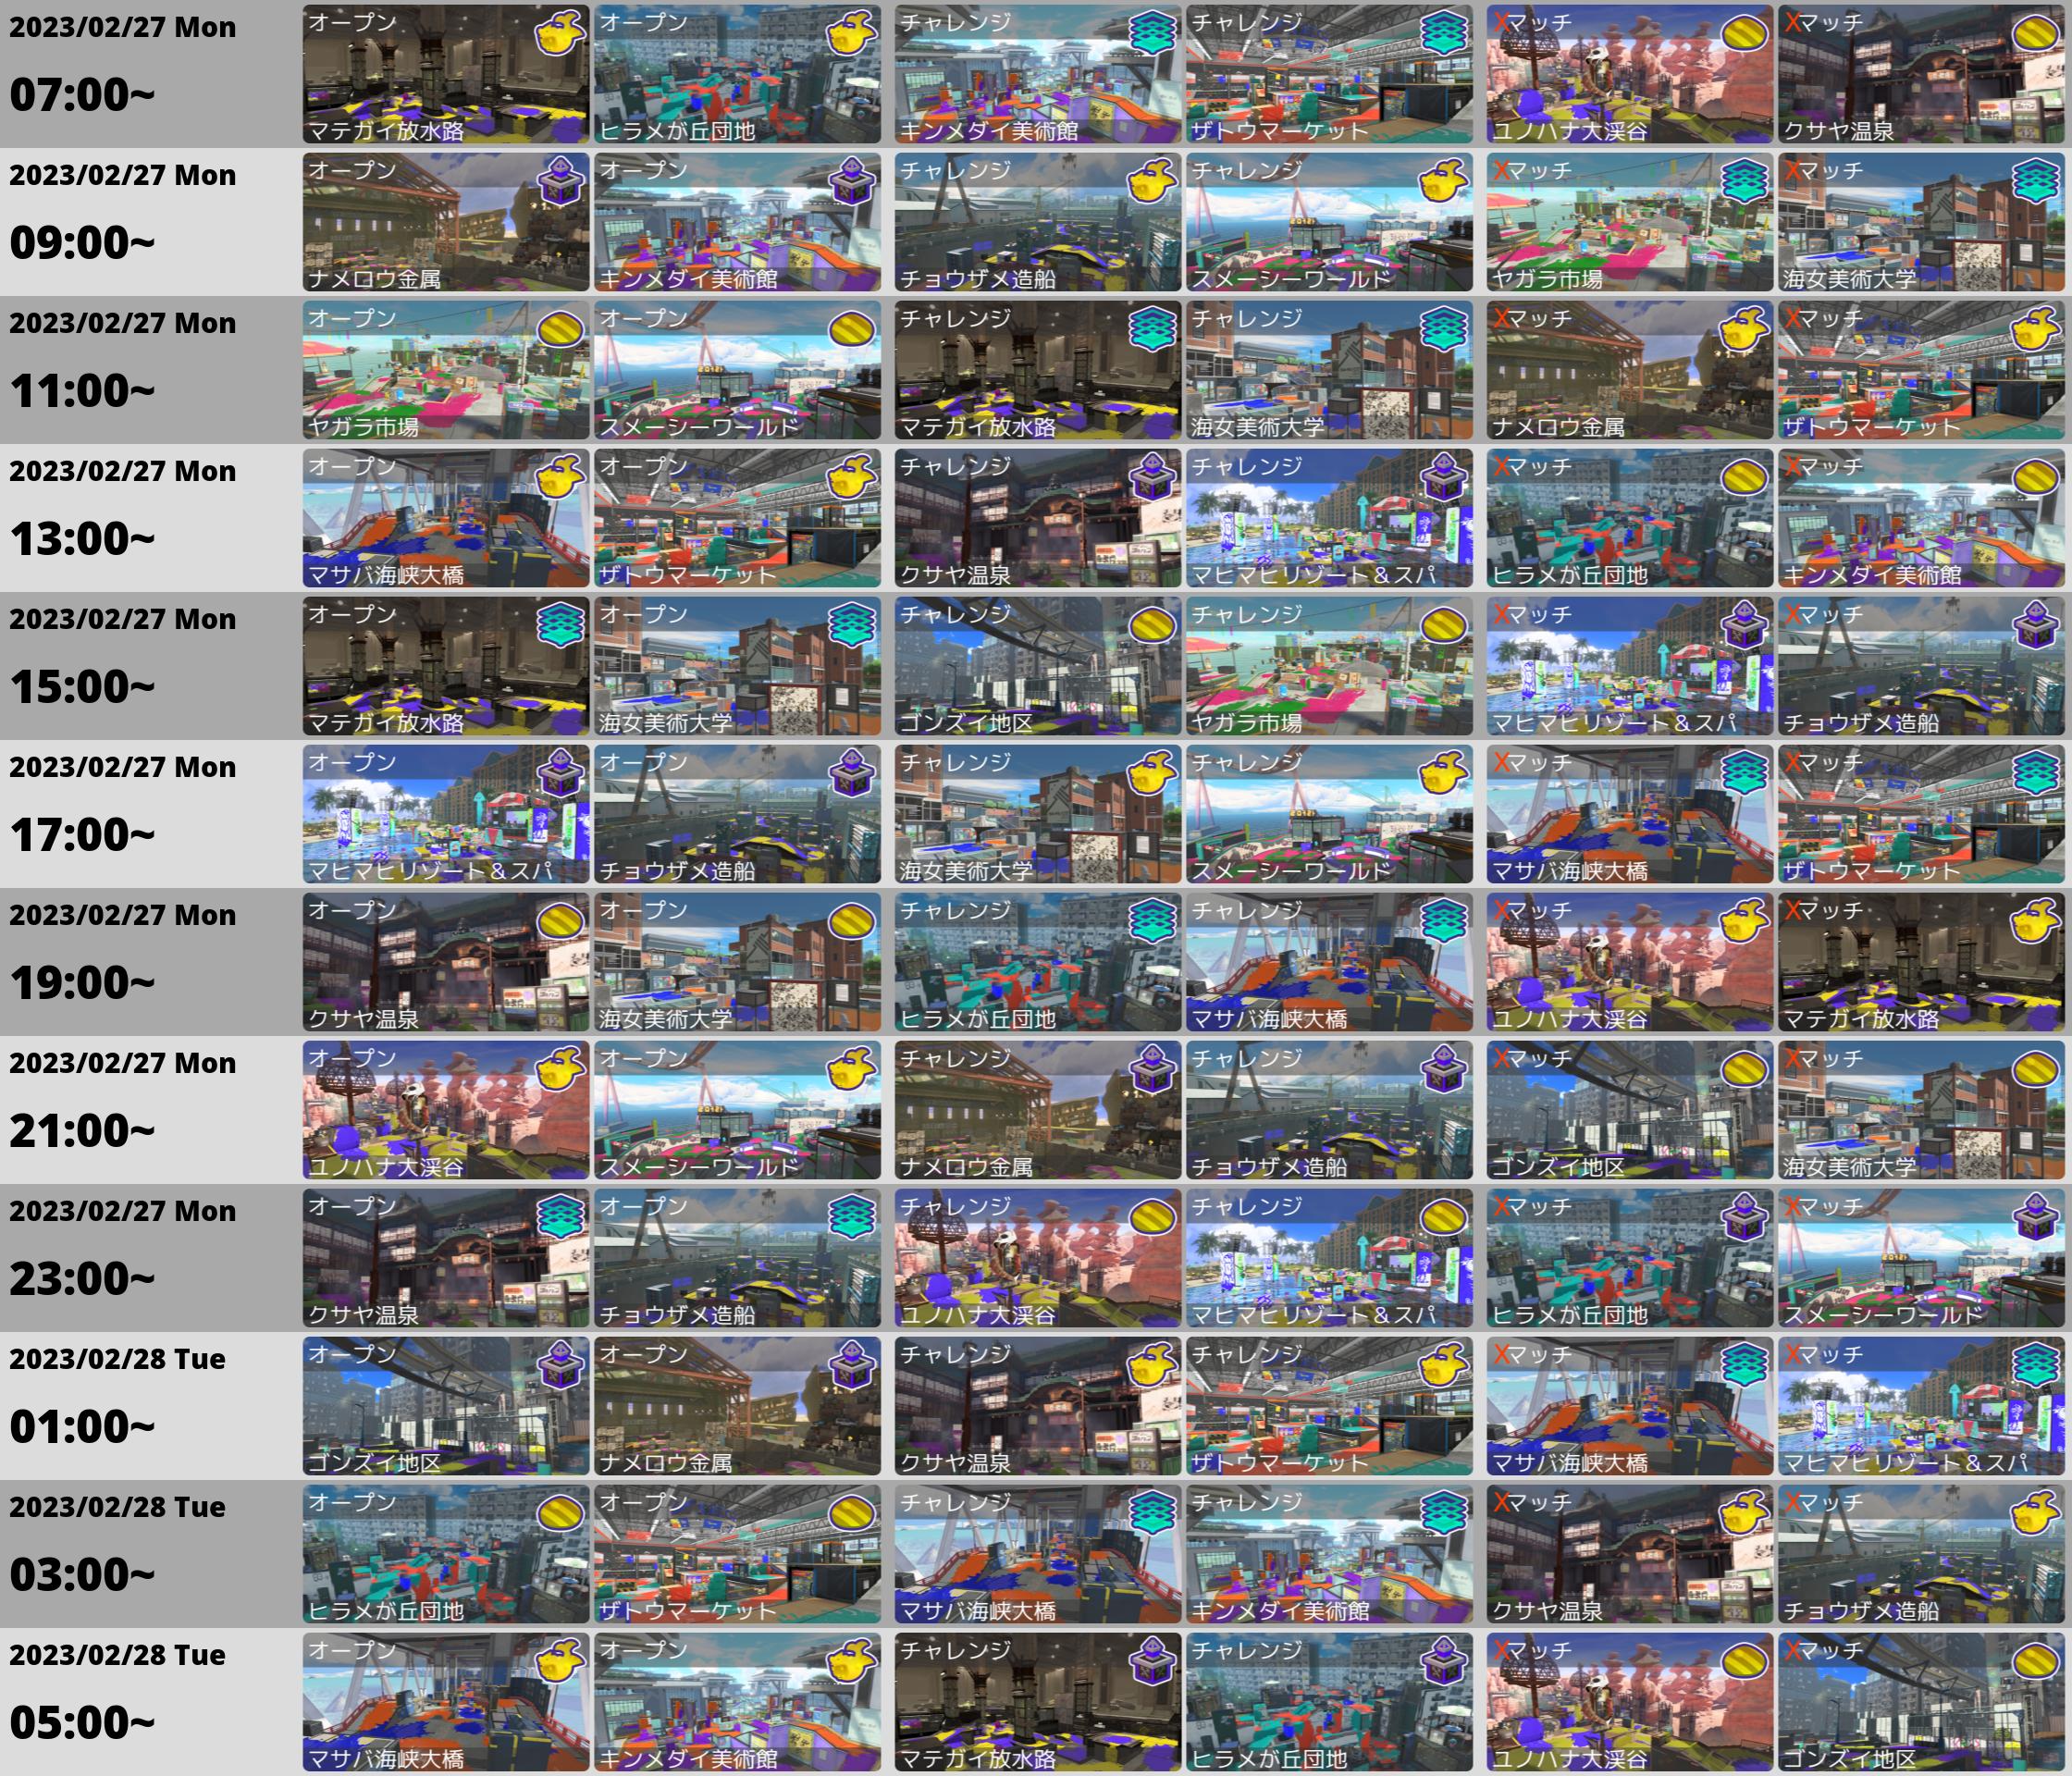 2023/02/27 Mon
07:00~
オープン オープン チャレンジ チャレンジ Xマッチ Xマッチ
マテガイ放水路 ヒラメが丘団地 キンメダイ美術館 ザトウマーケット ユノハナ大渓谷 クサヤ温泉
2023/02/27 Mon
09:00~
オープン オープン チャレンジ チャレンジ Xマッチ Xマッチ
ナメロウ金属 キンメダイ美術館 チョウザメ造船 スメーシーワールド ヤガラ市場 海女美術大学
2023/02/27 Mon
11:00~
オープン オープン チャレンジ チャレンジ Xマッチ Xマッチ
ヤガラ市場 スメーシーワールド マテガイ放水路 海女美術大学 ナメロウ金属 ザトウマーケット
2023/02/27 Mon
13:00~
オープン オープン チャレンジ チャレンジ Xマッチ Xマッチ
マサバ海峡大橋 ザトウマーケット クサヤ温泉 マヒマヒリゾート&スパ ヒラメが丘団地 キンメダイ美術館
2023/02/27 Mon
15:00~
オープン オープン チャレンジ チャレンジ Xマッチ Xマッチ
マテガイ放水路 海女美術大学 ゴンズイ地区 ヤガラ市場 マヒマヒリゾート&スパ チョウザメ造船
2023/02/27 Mon
17:00~
オープン オープン チャレンジ チャレンジ Xマッチ Xマッチ
マヒマヒリゾート&スパ チョウザメ造船 海女美術大学 スメーシーワールド マサバ海峡大橋 ザトウマーケット
2023/02/27 Mon
19:00~
オープン オープン チャレンジ チャレンジ Xマッチ Xマッチ
クサヤ温泉 海女美術大学 ヒラメが丘団地 マサバ海峡大橋 ユノハナ大渓谷 マテガイ放水路
2023/02/27 Mon
21:00~
オープン オープン チャレンジ チャレンジ Xマッチ Xマッチ
ユノハナ大渓谷 スメーシーワールド ナメロウ金属 チョウザメ造船 ゴンズイ地区 海女美術大学
2023/02/27 Mon
23:00~
オープン オープン チャレンジ チャレンジ Xマッチ Xマッチ
クサヤ温泉 チョウザメ造船 ユノハナ大渓谷 マヒマヒリゾート&スパ ヒラメが丘団地 スメーシーワールド
2023/02/28 Tue
01:00~
オープン オープン チャレンジ チャレンジ Xマッチ Xマッチ
ゴンズイ地区 ナメロウ金属 クサヤ温泉 ザトウマーケット マサバ海峡大橋 マヒマヒリゾート&スパ
2023/02/28 Tue
03:00~
オープン オープン チャレンジ チャレンジ Xマッチ Xマッチ
ヒラメが丘団地 ザトウマーケット マサバ海峡大橋 キンメダイ美術館 クサヤ温泉 チョウザメ造船
2023/02/28 Tue
05:00~
オープン オープン チャレンジ チャレンジ Xマッチ Xマッチ
マサバ海峡大橋 キンメダイ美術館 マテガイ放水路 ヒラメが丘団地 ユノハナ大渓谷 ゴンズイ地区